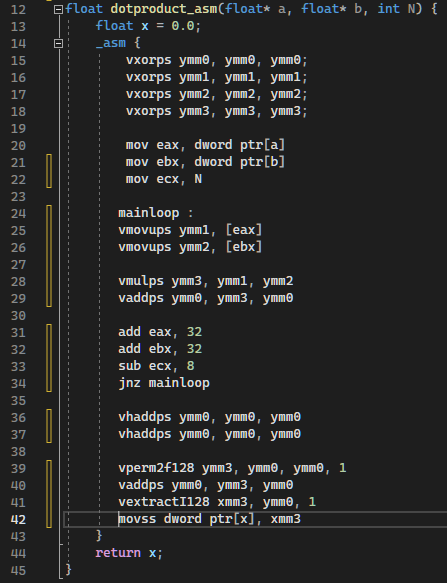 12 float dotproduct_asm(float* a, float* b, int N) {
13 float x = 0.0;
14 _asm {
15 vxorps ymm0, ymm0, ymm0;
16 vxorps ymm1, ymm1, ymm1;
17 vxorps ymm2, ymm2, ymm2;
18 vxorps ymm3, ymm3, ymm3;
19
20 mov eax, dword ptr[a]
21 mov ebx, dword ptr[b]
22 mov ecx, N
23
24 mainloop :
25 vmovups ymm1, [eax]
26 vmovups ymm2, [ebx]
27
28 vmulps ymm3, ymm1, ymm2
29 vaddps ymm0, ymm3, ymm0
30
31 add eax, 32
32 add ebx, 32
33 sub ecx, 8
34 jnz mainloop
35
36 vhaddps ymm0, ymm0, ymm0
37 vhaddps ymm0, ymm0, ymm0
38
39 vperm2f128 ymm3, ymm0, ymm0, 1
40 vaddps ymm0, ymm3, ymm0
41 vextractI128 xmm3, ymm0, 1
42 movss dword ptr[x], xmm3
43 }
44 return x;
45 }